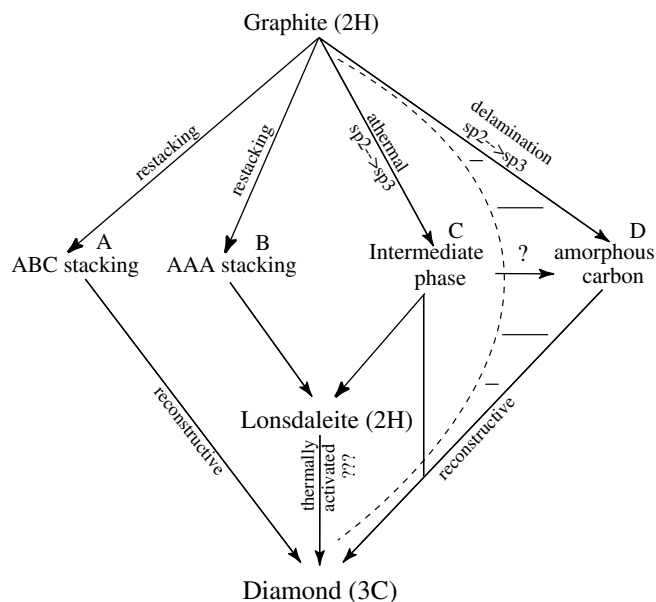 Graphite (2H)
restacking
restacking
athermal
sp2-->sp3
delamination
sp2-->sp3
A
ABC stacking
B
AAA stacking
C
Intermediate
phase
?
D
amorphous
carbon
reconstructive
Lonsdaleite (2H)
thermally
activated
???
reconstructive
Diamond (3C)